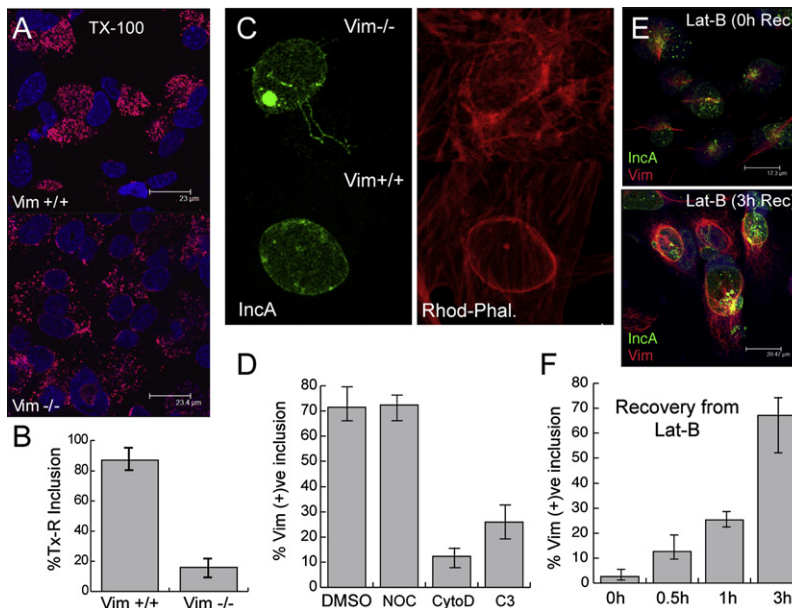 A
TX-100
Vim +/+
23 µm
Vim -/-
23.4 µm
B
%Tx-R Inclusion
100
80
60
40
20
0
Vim +/+ Vim -/-
C
Vim-/-
Vim+/+
IncA
Rhod-Phal.
D
% Vim (+)ve inclusion
80
70
60
50
40
30
20
10
0
DMSO NOC CytoD C3
E
Lat-B (0h Rec)
IncA
Vim
17.3 µm
Lat-B (3h Rec)
IncA
Vim
20.47 µm
F
Recovery from
Lat-B
% Vim (+)ve inclusion
80
70
60
50
40
30
20
10
0
0h 0.5h 1h 3h